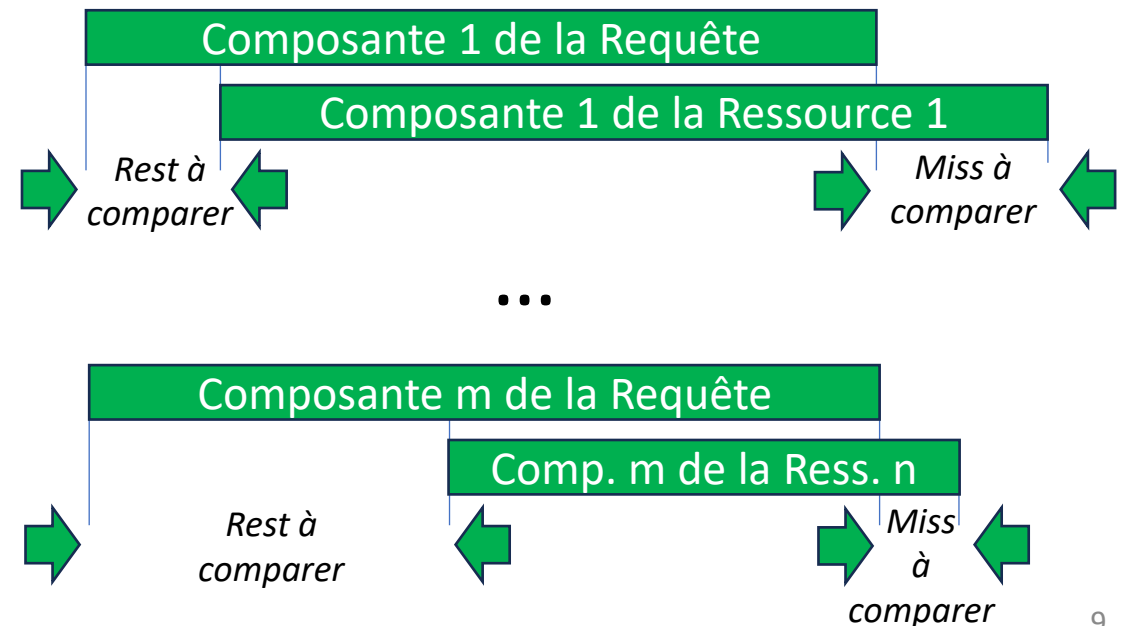 Composante 1 de la Requête
Composante 1 de la Ressource 1
Rest à
comparer
Miss à
comparer
...
Composante m de la Requête
Comp. m de la Ress. n
Rest à
comparer
Miss
à
comparer
9